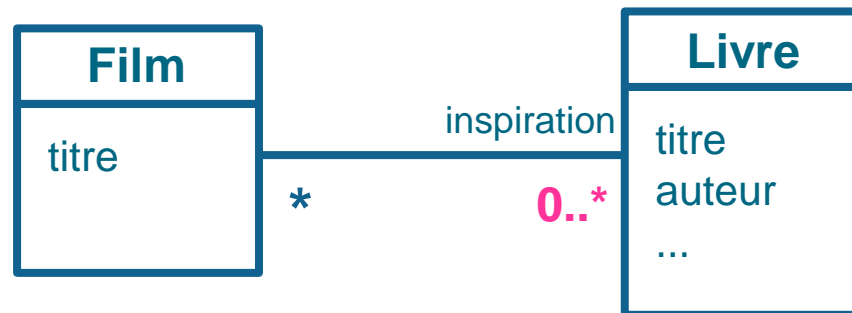 Film
titre
*
inspiration
0..*
Livre
titre
auteur
...